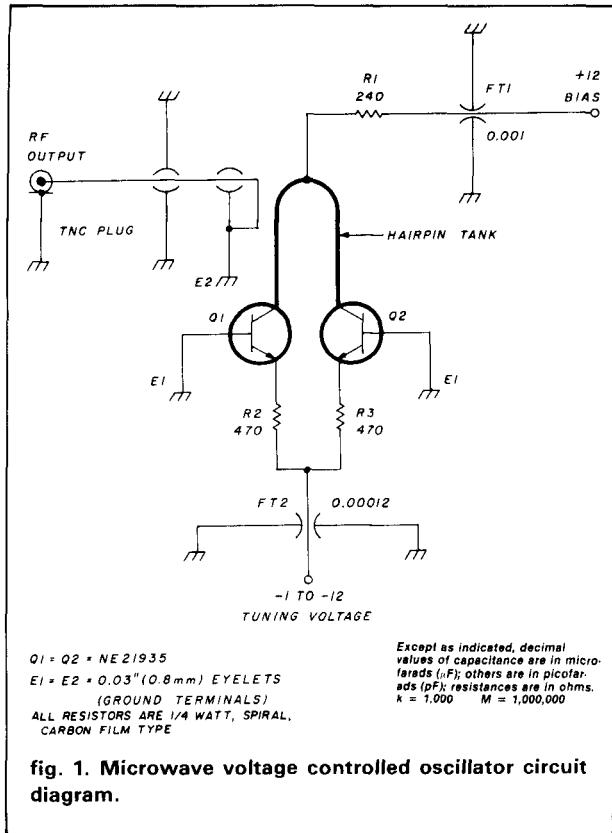 R1
240
FT1
+12
BIAS
0.001
RF
OUTPUT
TNC PLUG
E2
HAIRPIN TANK
Q1
Q2
E1
E1
R2
470
R3
470
FT2
0.00012
-1 TO -12
TUNING VOLTAGE
Q1 = Q2 = NE21935
E1 = E2 = 0.03" (0.8mm) EYELETS
(GROUND TERMINALS)
ALL RESISTORS ARE 1/4 WATT, SPIRAL,
CARBON FILM TYPE
Except as indicated, decimal
values of capacitance are in micro-
farads (μF); others are in picofar-
ads (pF); resistances are in ohms.
k = 1,000 M = 1,000,000
fig. 1. Microwave voltage controlled oscillator circuit
diagram.